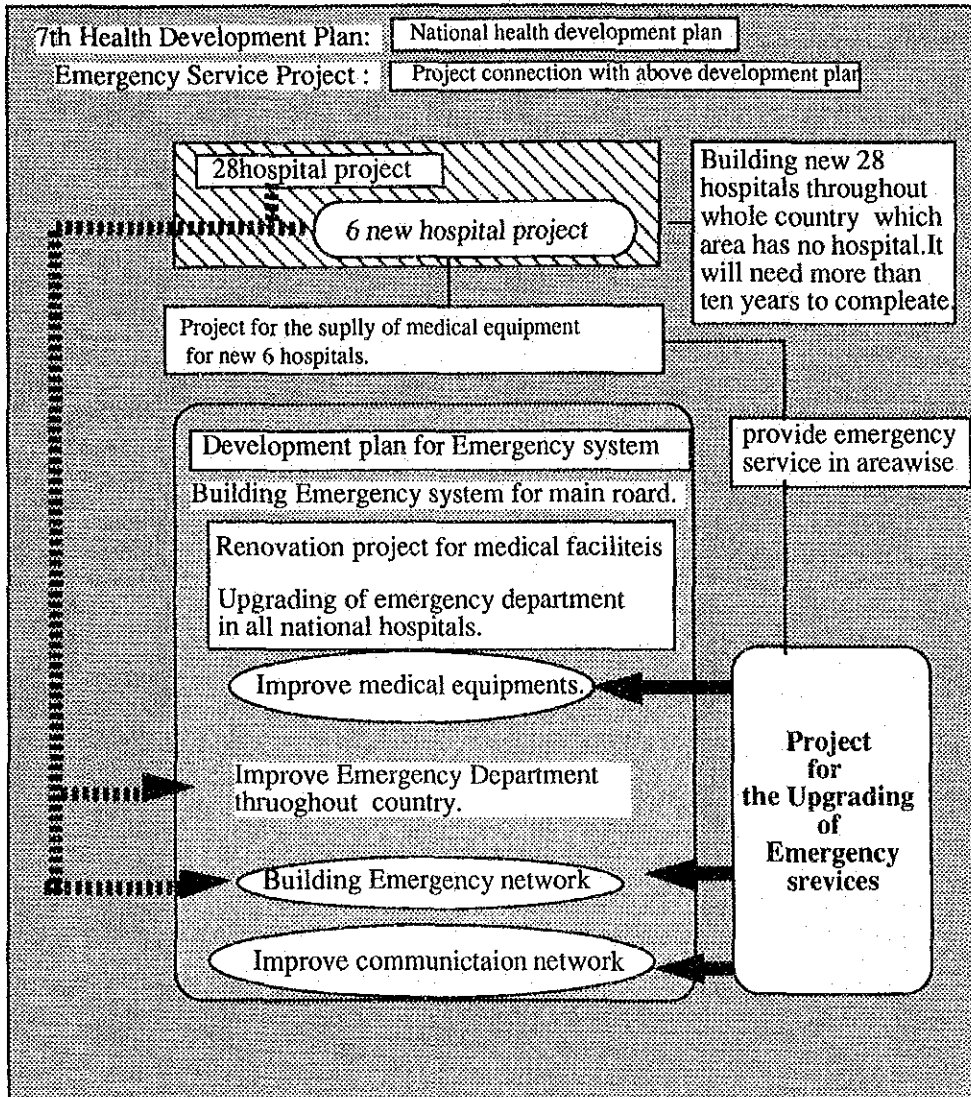 7th Health Development Plan: National health development plan
Emergency Service Project : Project connection with above development plan
28hospital project
6 new hospital project
Building new 28
hospitals throughout
whole country which
area has no hospital.It
will need more than
ten years to compleate.
Project for the suplly of medical equipment
for new 6 hospitals.
provide emergency
service in areawise
Development plan for Emergency system
Building Emergency system for main roard.
Renovation project for medical faciliteis
Upgrading of emergency department
in all national hospitals.
Improve medical equipments.
Improve Emergency Department
thruoghout country.
Building Emergency network
Improve communictaion network
Project
for
the Upgrading
of
Emergency
srevices